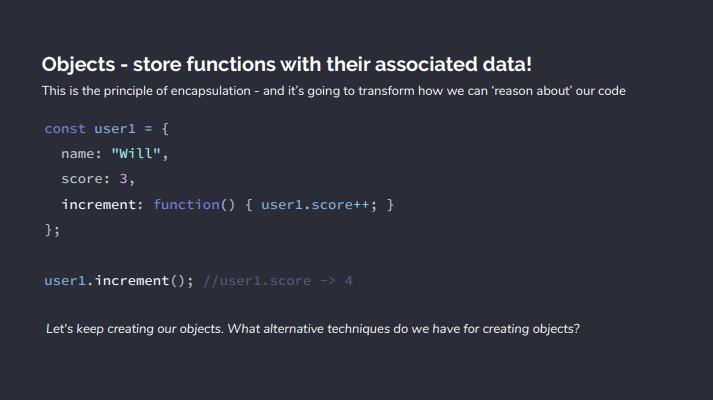 Objects - store functions with their associated data!
This is the principle of encapsulation - and it's going to transform how we can ‘reason about’ our code
const user1 = {
  name: "Will",
  score: 3,
  increment: function() { user1.score++; }
};
user1.increment(); //user1.score -> 4
Let's keep creating our objects. What alternative techniques do we have for creating objects?